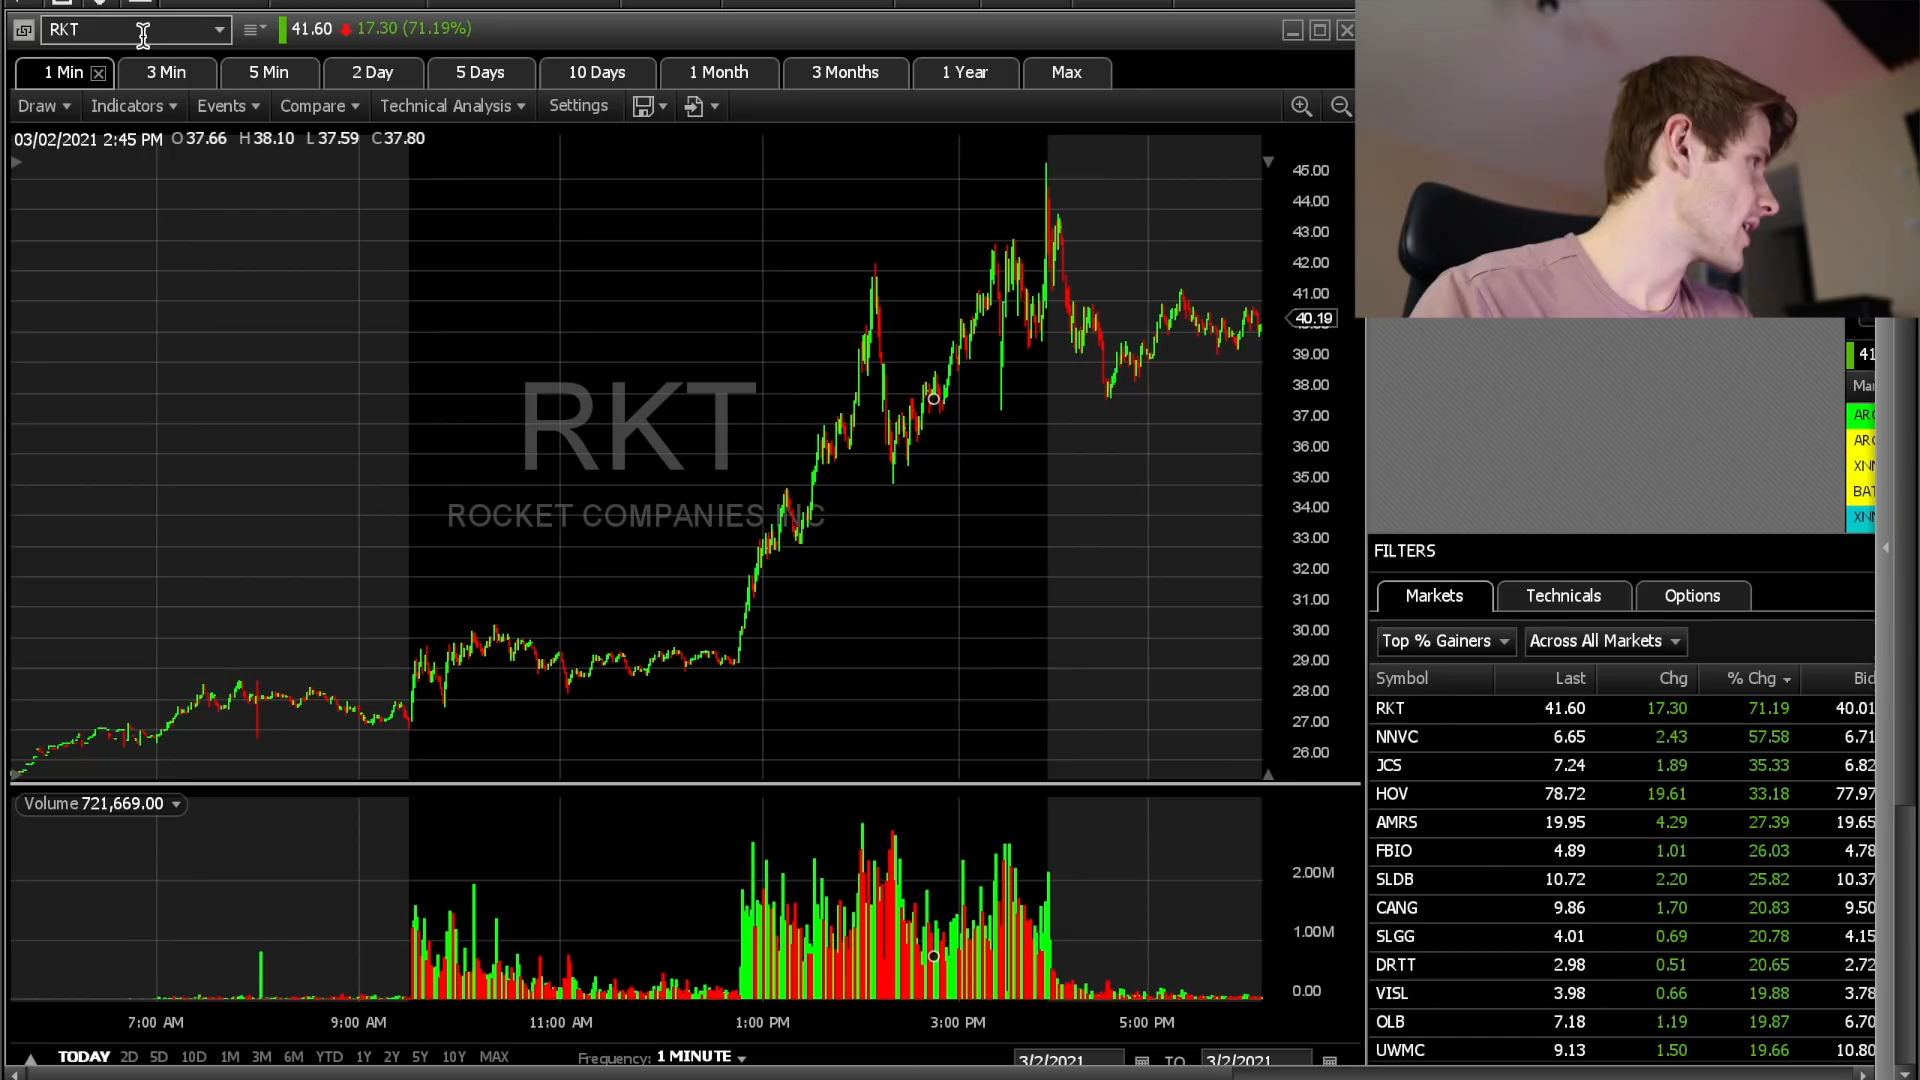 RKT 41.60 17.30 (71.19%)
1 Min 3 Min 5 Min 2 Day 5 Days 10 Days 1 Month 3 Months 1 Year Max
Draw Indicators Events Compare Technical Analysis Settings
03/02/2021 2:45 PM O 37.66 H 38.10 L 37.59 C 37.80
45.00
44.00
43.00
42.00
41.00
40.19
39.00
38.00
37.00
36.00
35.00
34.00
33.00
32.00
31.00
30.00
29.00
28.00
27.00
26.00
RKT
ROCKET COMPANIES INC
Volume 721,669.00
2.00M
1.00M
0.00
7:00 AM 9:00 AM 11:00 AM 1:00 PM 3:00 PM 5:00 PM
TODAY 2D 5D 10D 1M 3M 6M YTD 1Y 2Y 5Y 10Y MAX Frequency: 1 MINUTE 3/2/2021 TO 3/2/2021
41
Mar
ARC
ARC
XNM
BAT
FILTERS
Markets Technicals Options
Top % Gainers Across All Markets
Symbol Last Chg % Chg Bid
RKT 41.60 17.30 71.19 40.01
NNVC 6.65 2.43 57.58 6.71
JCS 7.24 1.89 35.33 6.82
HOV 78.72 19.61 33.18 77.97
AMRS 19.95 4.29 27.39 19.65
FBIO 4.89 1.01 26.03 4.78
SLDB 10.72 2.20 25.82 10.37
CANG 9.86 1.70 20.83 9.50
SLGG 4.01 0.69 20.78 4.15
DRTT 2.98 0.51 20.65 2.72
VISL 3.98 0.66 19.88 3.78
OLB 7.18 1.19 19.87 6.70
UWMC 9.13 1.50 19.66 10.80